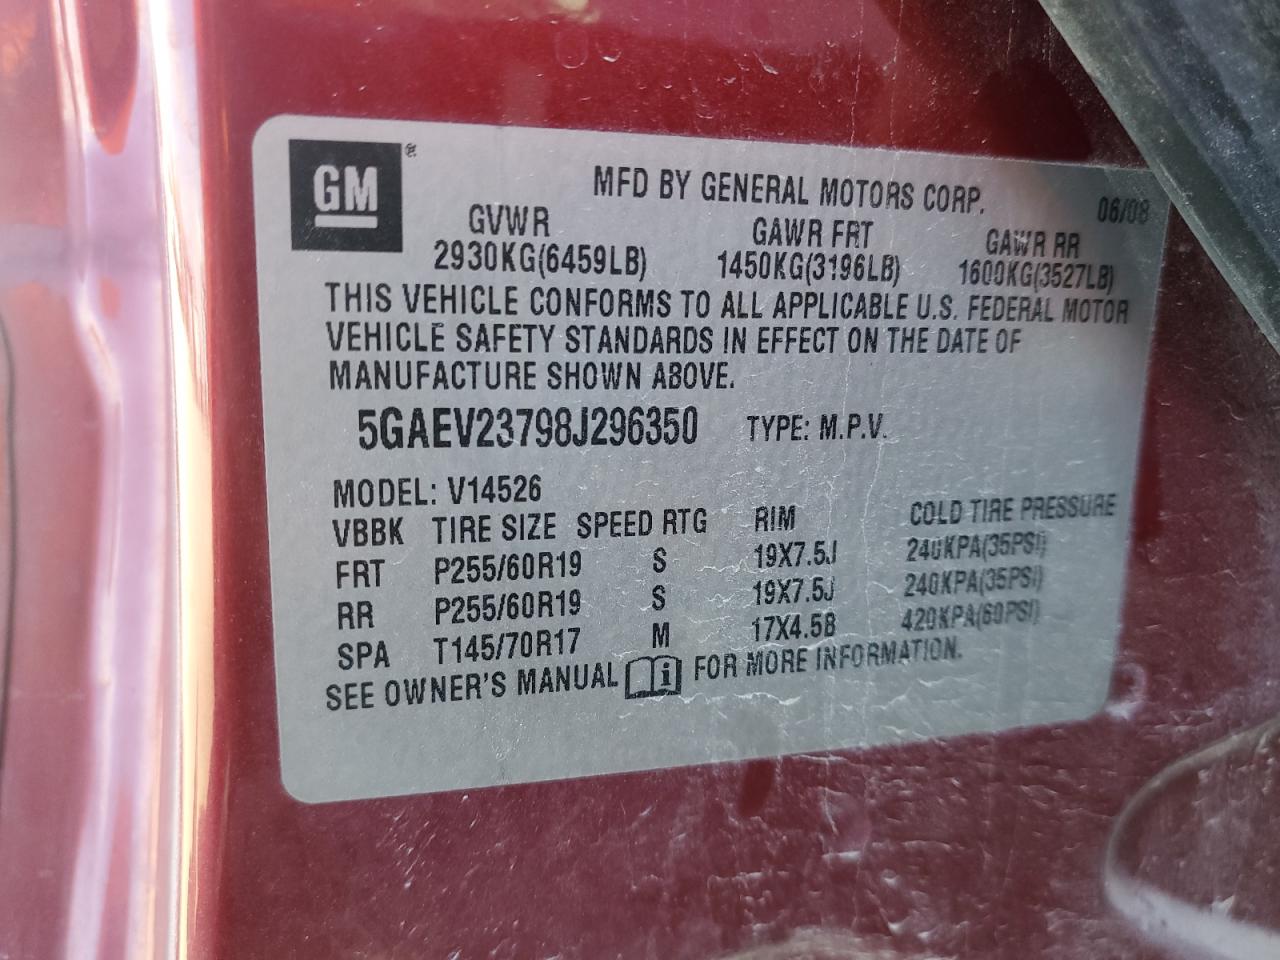 GM ®
MFD BY GENERAL MOTORS CORP. 06/08
GVWR GAWR FRT GAWR RR
2930KG(6459LB) 1450KG(3196LB) 1600KG(3527LB)
THIS VEHICLE CONFORMS TO ALL APPLICABLE U.S. FEDERAL MOTOR
VEHICLE SAFETY STANDARDS IN EFFECT ON THE DATE OF
MANUFACTURE SHOWN ABOVE.
5GAEV23798J296350 TYPE: M.P.V.
MODEL: V14526
VBBK TIRE SIZE SPEED RTG RIM COLD TIRE PRESSURE
FRT P255/60R19 S 19X7.5J 240KPA(35PSI)
RR P255/60R19 S 19X7.5J 240KPA(35PSI)
SPA T145/70R17 M 17X4.5B 420KPA(60PSI)
SEE OWNER'S MANUAL i FOR MORE INFORMATION.